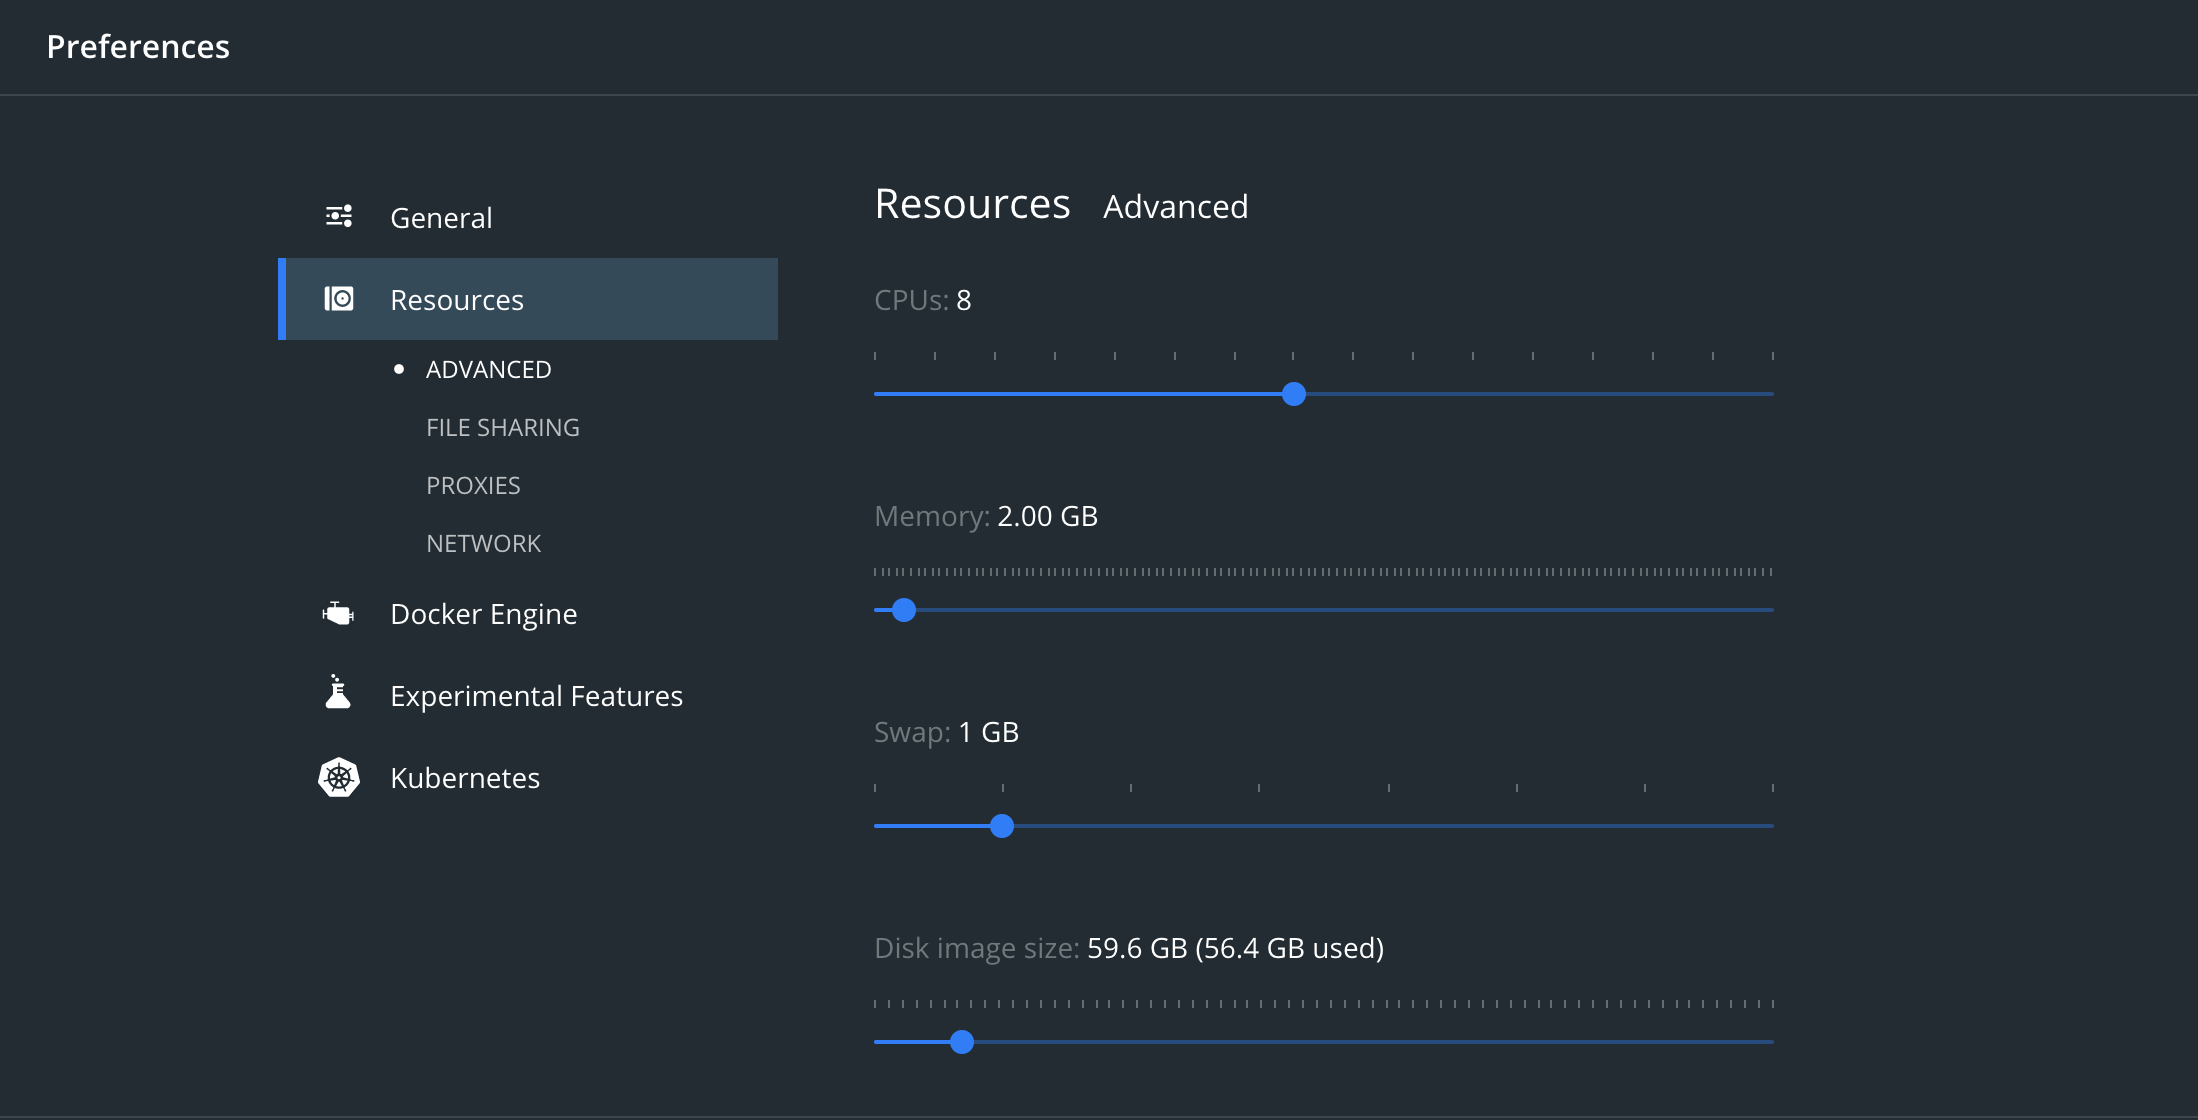 Preferences
General
Resources
ADVANCED
FILE SHARING
PROXIES
NETWORK
Docker Engine
Experimental Features
Kubernetes
Resources Advanced
CPUs: 8
Memory: 2.00 GB
Swap: 1 GB
Disk image size: 59.6 GB (56.4 GB used)